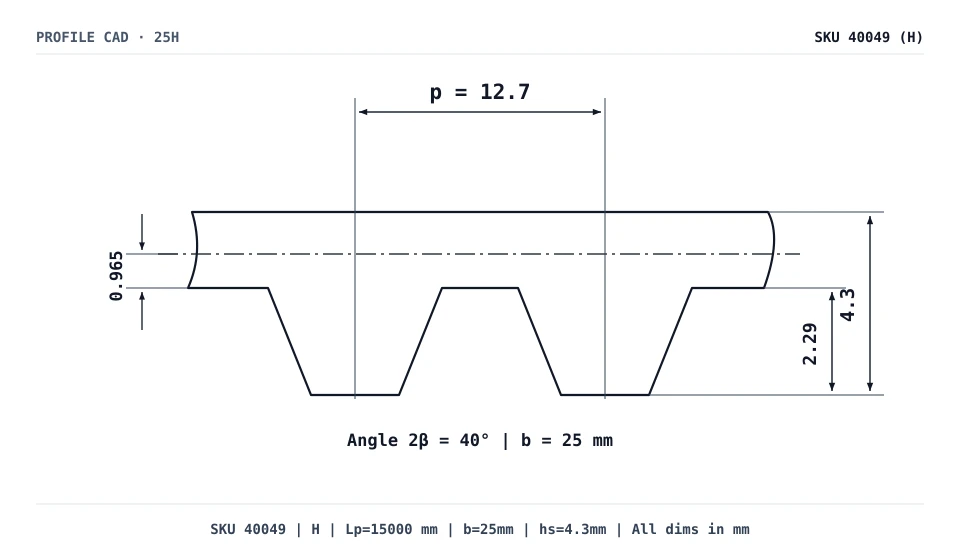 PROFILE CAD · 25H
SKU 40049 (H)
p = 12.7
0.965
4.3
2.29
Angle 2β = 40° | b = 25 mm
SKU 40049 | H | Lp=15000 mm | b=25mm | hs=4.3mm | All dims in mm